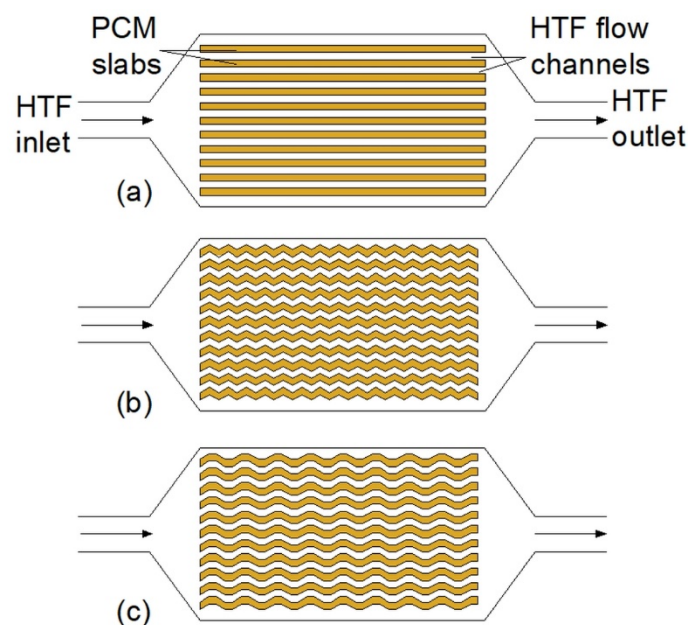 PCM
slabs
HTF flow
channels
HTF
inlet
HTF
outlet
(a)
(b)
(c)